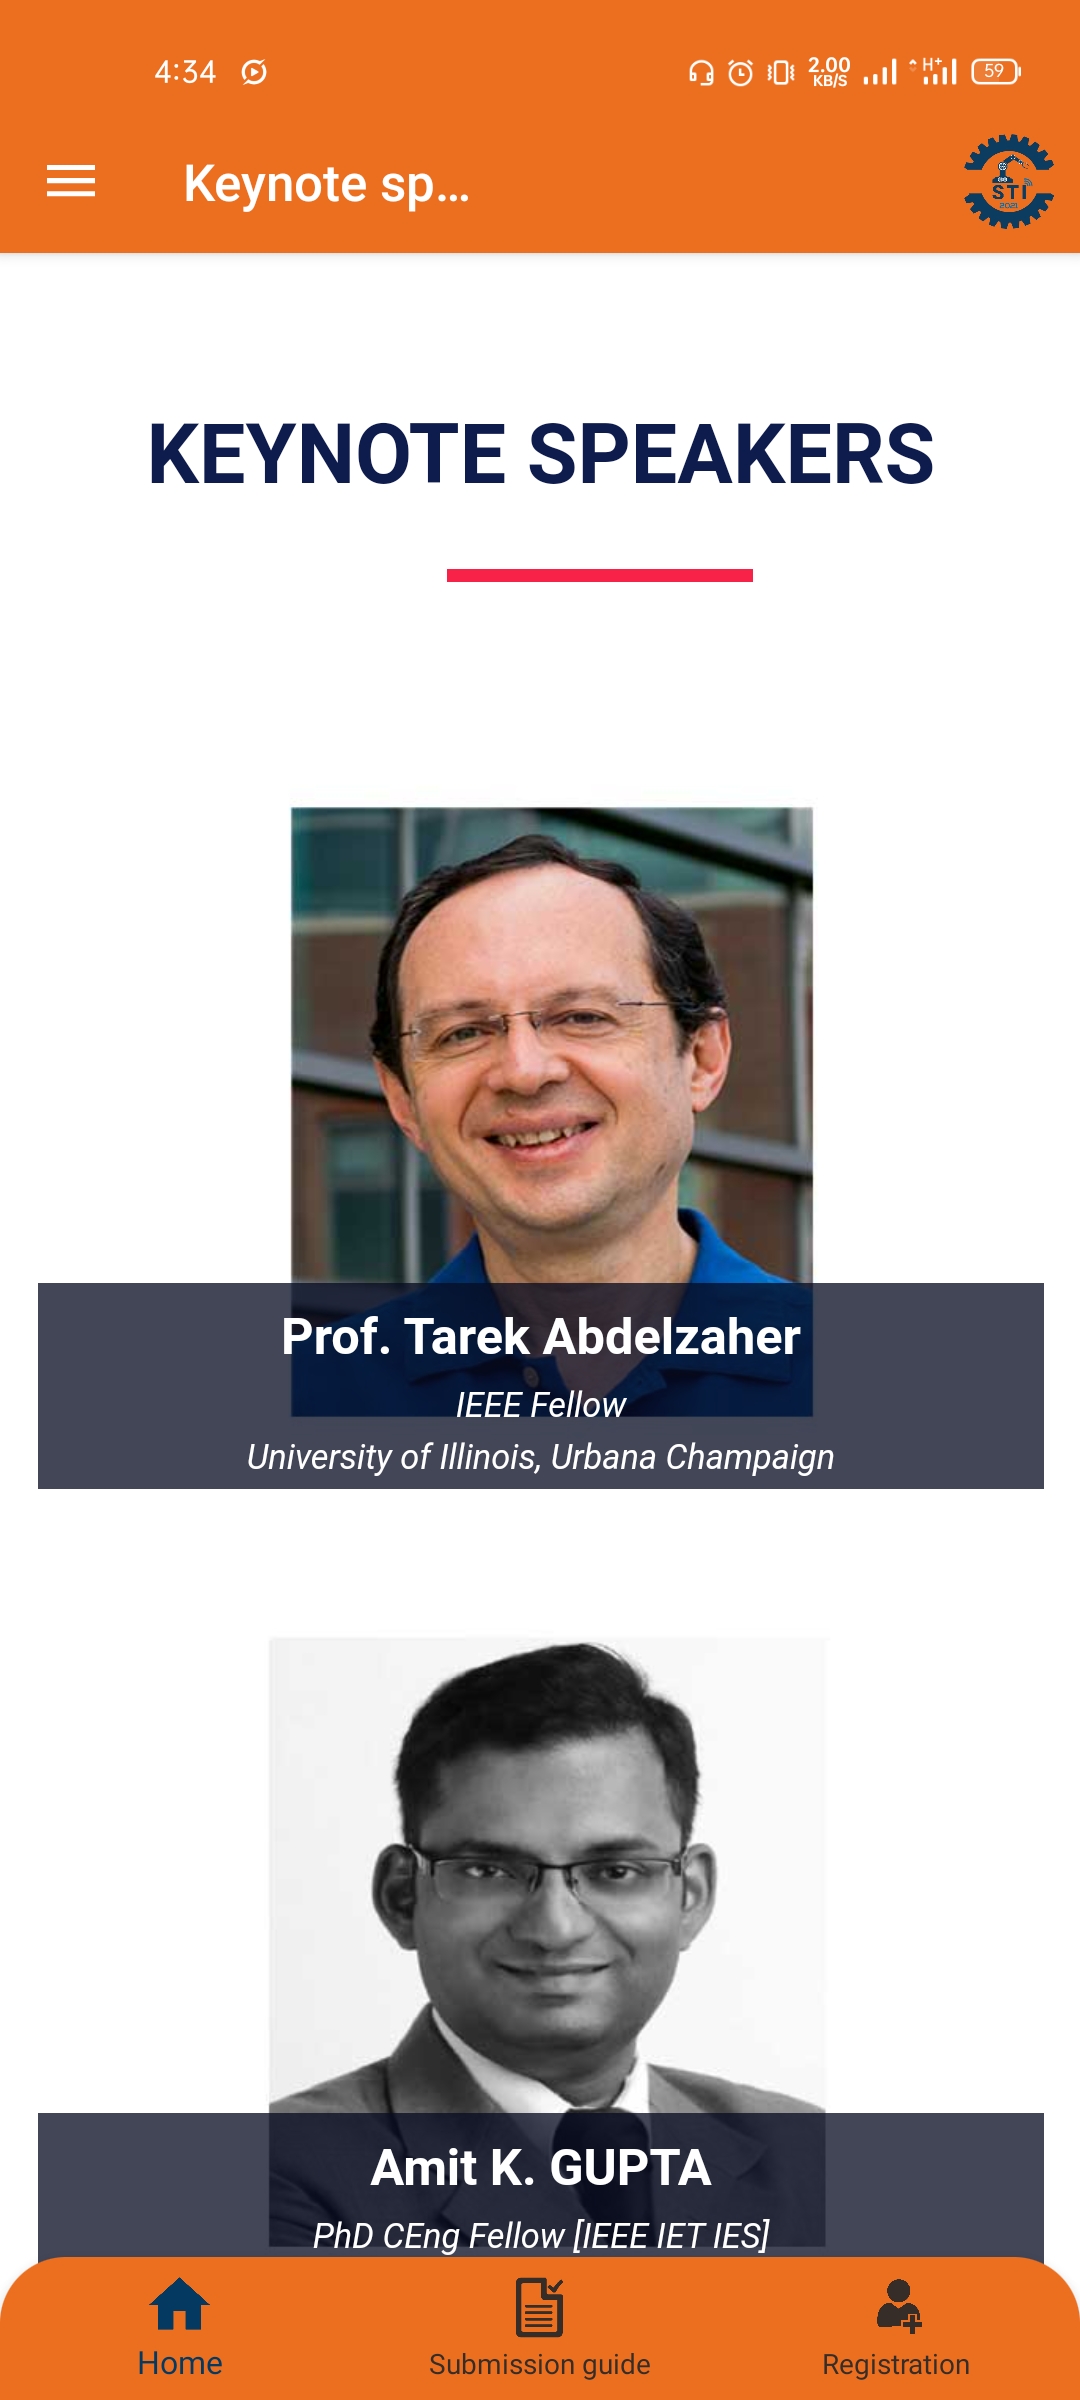 4:34
2.00
KB/S
H+
59
Keynote sp...
STI
2021
KEYNOTE SPEAKERS
Prof. Tarek Abdelzaher
IEEE Fellow
University of Illinois, Urbana Champaign
Amit K. GUPTA
PhD CEng Fellow [IEEE IET IES]
Home
Submission guide
Registration